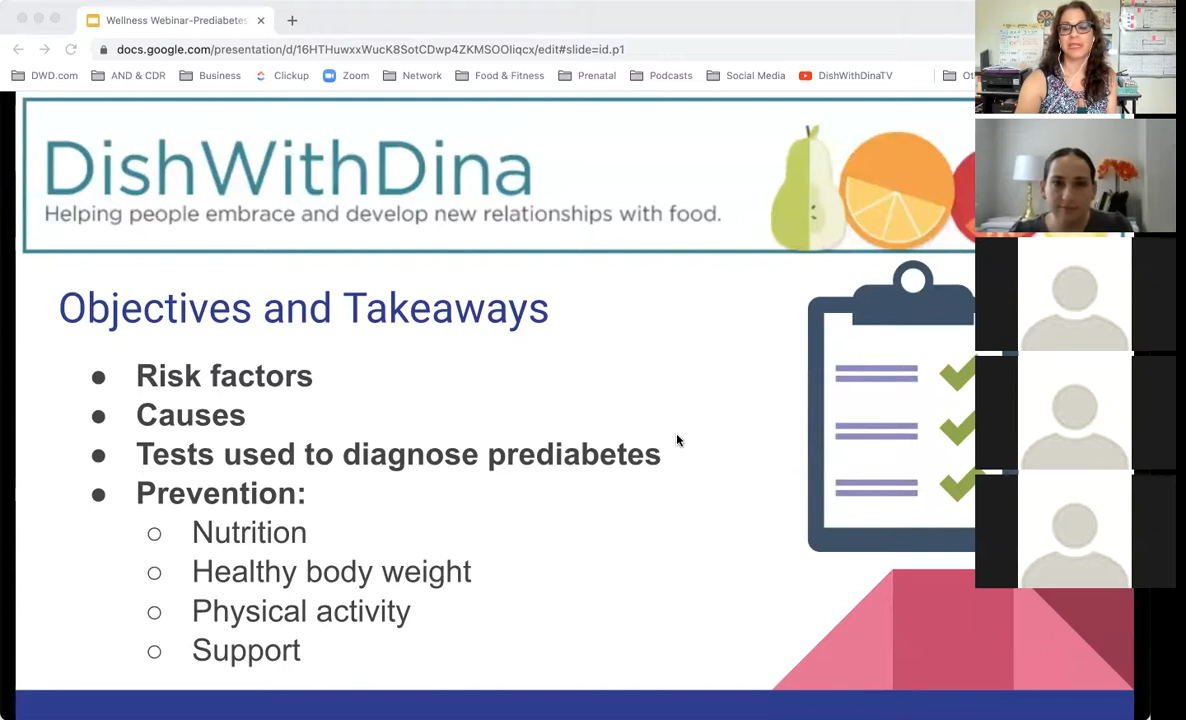 Wellness Webinar-Prediabetes
docs.google.com/presentation/d/16HTHuwxxWucK8SotCDwp4ZKMSOOliqcx/edit#slide=id.p1
DWD.com AND & CDR Business Clickup Zoom Network Food & Fitness Prenatal Podcasts Social Media DishWithDinaTV
DishWithDina
Helping people embrace and develop new relationships with food.
Objectives and Takeaways
● Risk factors
● Causes
● Tests used to diagnose prediabetes
● Prevention:
○ Nutrition
○ Healthy body weight
○ Physical activity
○ Support